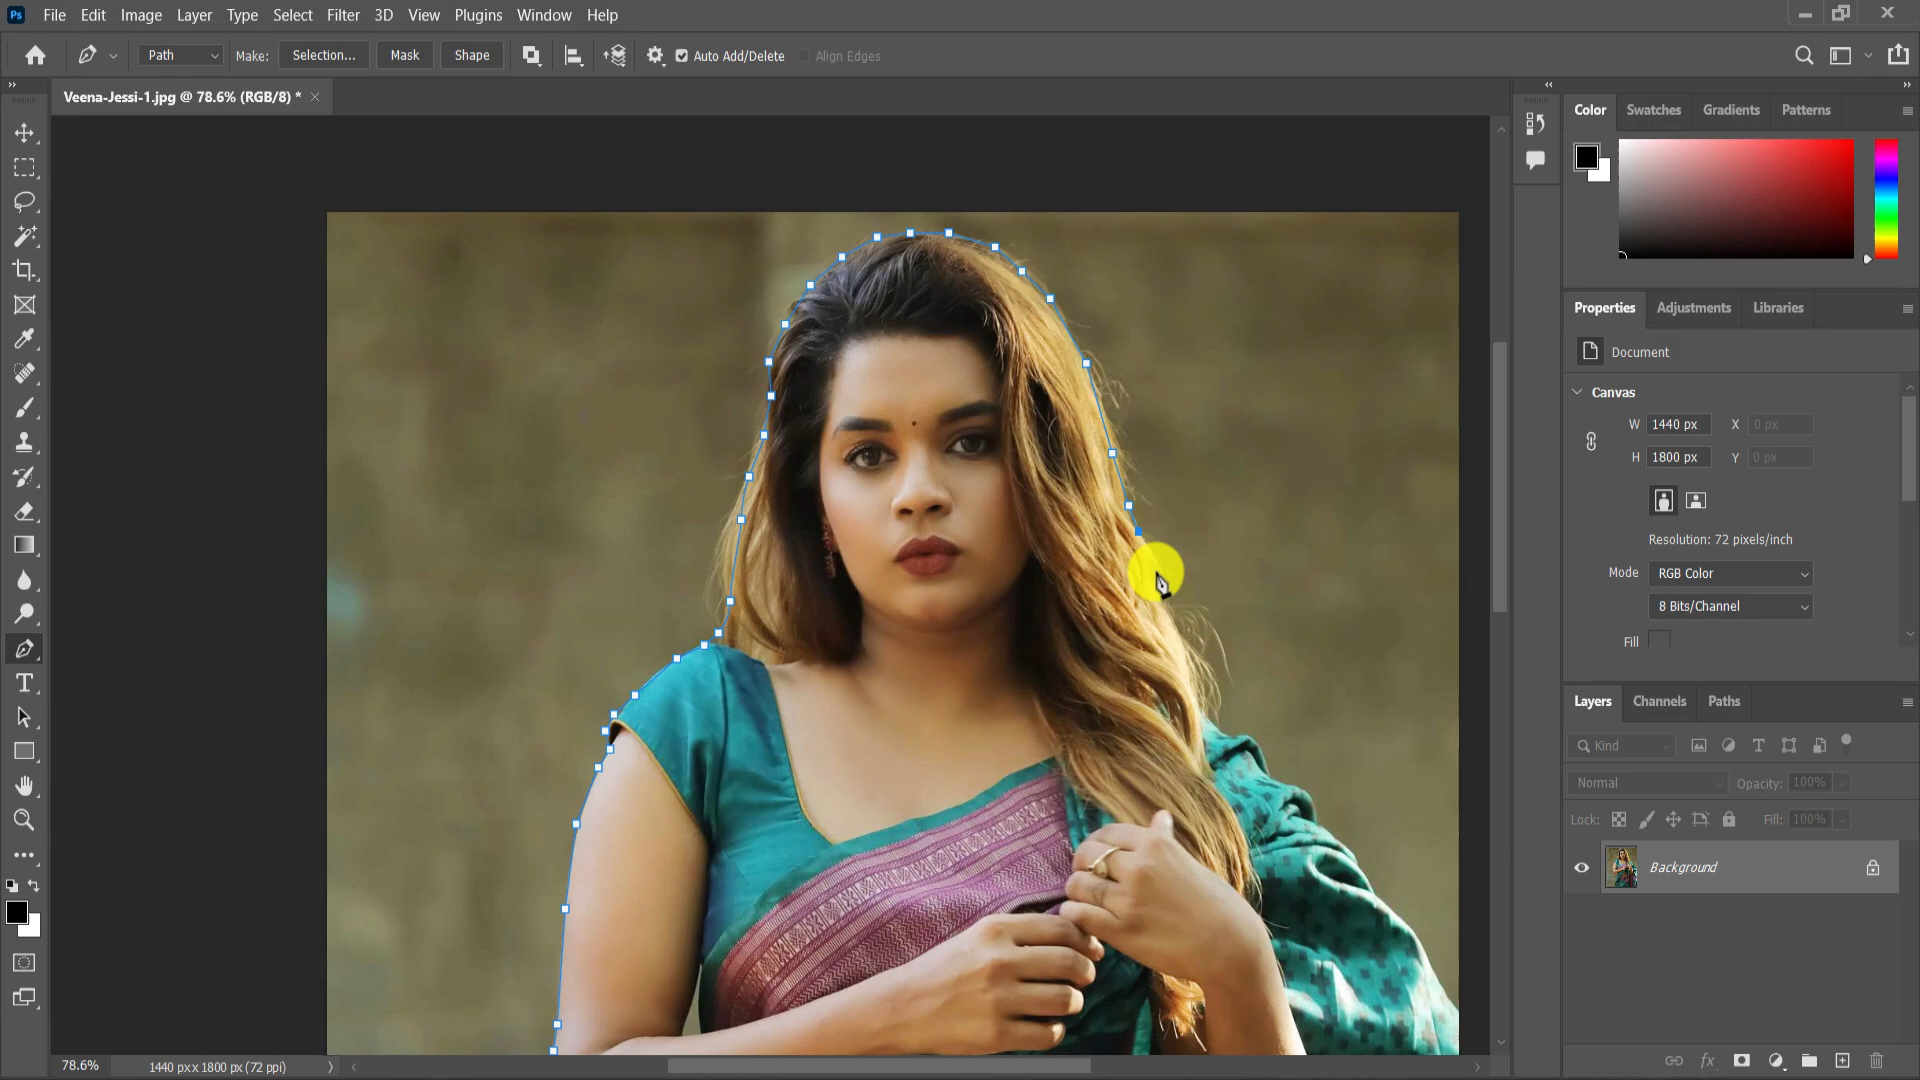 Ps File Edit Image Layer Type Select Filter 3D View Plugins Window Help
Path Make: Selection... Mask Shape Auto Add/Delete Align Edges
Veena-Jessi-1.jpg @ 78.6% (RGB/8) *
Color Swatches Gradients Patterns
Properties Adjustments Libraries
Document
Canvas
W 1440 px X 0 px
H 1800 px Y 0 px
Resolution: 72 pixels/inch
Mode RGB Color
8 Bits/Channel
Fill
Layers Channels Paths
Kind
Normal Opacity: 100%
Lock: Fill: 100%
Background
fx
78.6% 1440 px x 1800 px (72 ppi)